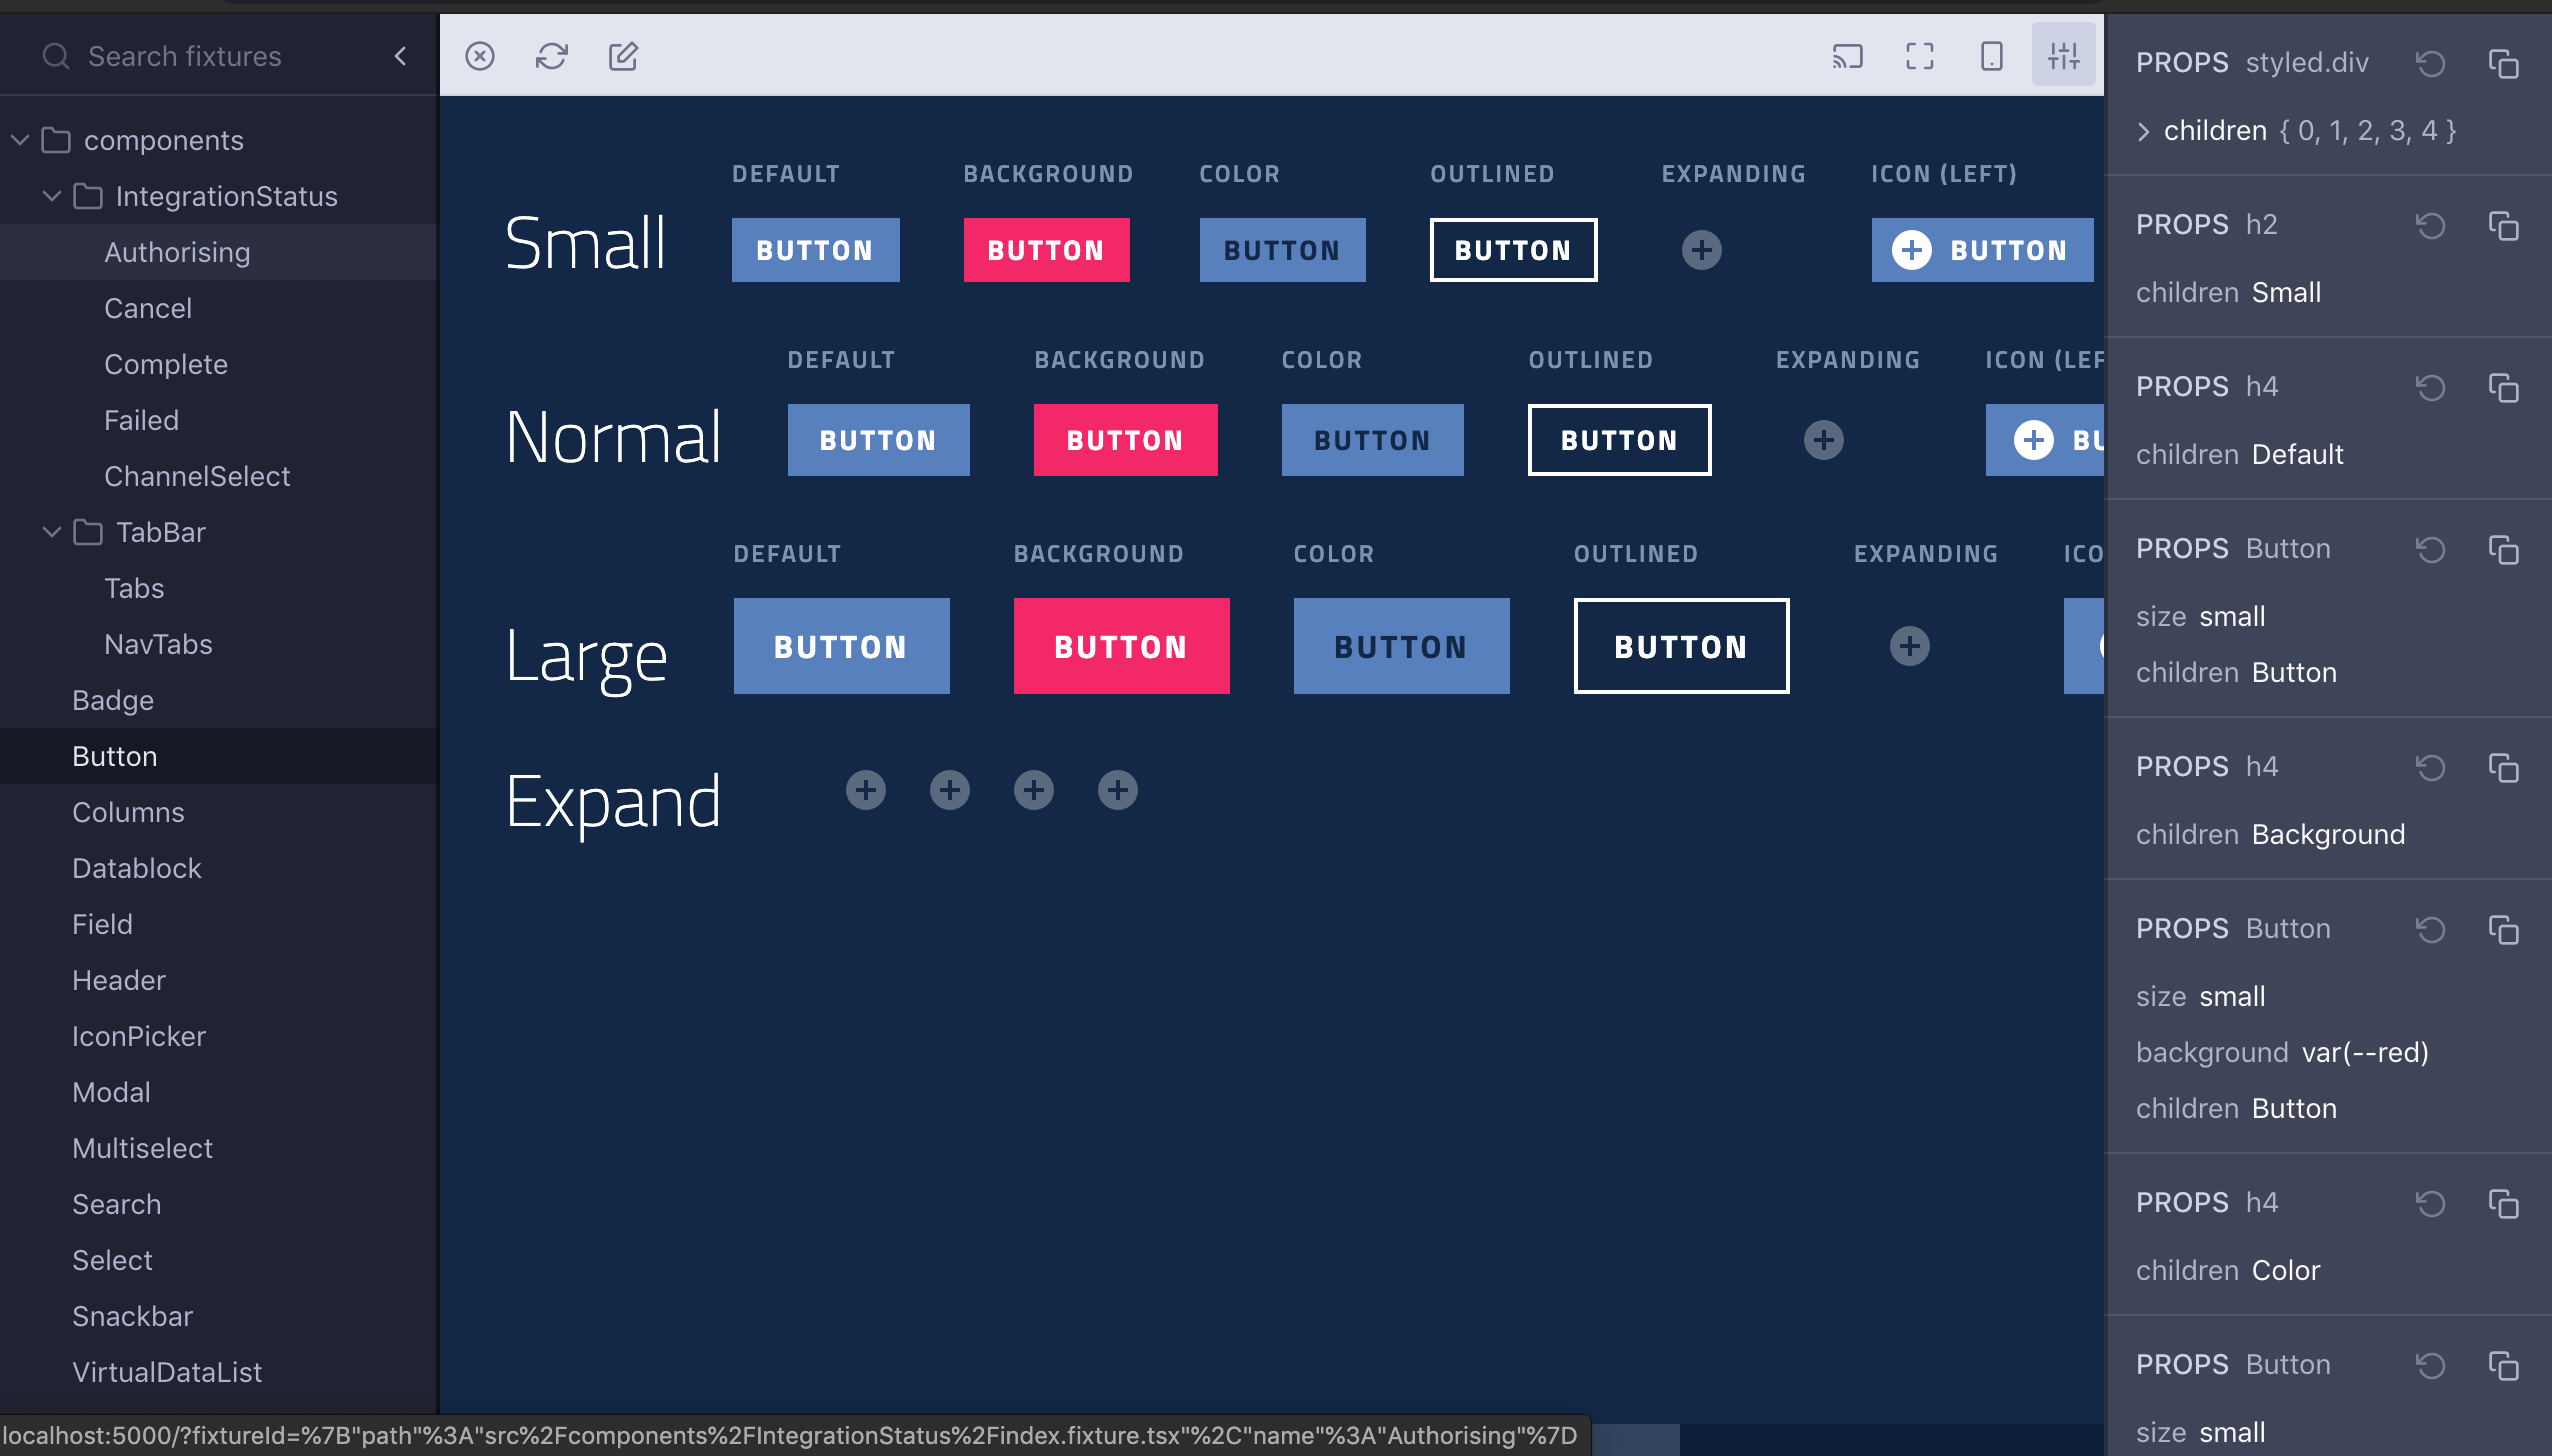 Search fixtures
components
IntegrationStatus
Authorising
Cancel
Complete
Failed
ChannelSelect
TabBar
Tabs
NavTabs
Badge
Button
Columns
Datablock
Field
Header
IconPicker
Modal
Multiselect
Search
Select
Snackbar
VirtualDataList
DEFAULT BACKGROUND COLOR OUTLINED EXPANDING ICON (LEFT)
Small BUTTON BUTTON BUTTON BUTTON BUTTON
DEFAULT BACKGROUND COLOR OUTLINED EXPANDING ICON (LEF
Normal BUTTON BUTTON BUTTON BUTTON BU
DEFAULT BACKGROUND COLOR OUTLINED EXPANDING ICO
Large BUTTON BUTTON BUTTON BUTTON
Expand
PROPS styled.div
children { 0, 1, 2, 3, 4 }
PROPS h2
children Small
PROPS h4
children Default
PROPS Button
size small
children Button
PROPS h4
children Background
PROPS Button
size small
background var(--red)
children Button
PROPS h4
children Color
PROPS Button
size small
localhost:5000/?fixtureId=%7B"path"%3A"src%2Fcomponents%2FIntegrationStatus%2Findex.fixture.tsx"%2C"name"%3A"Authorising"%7D